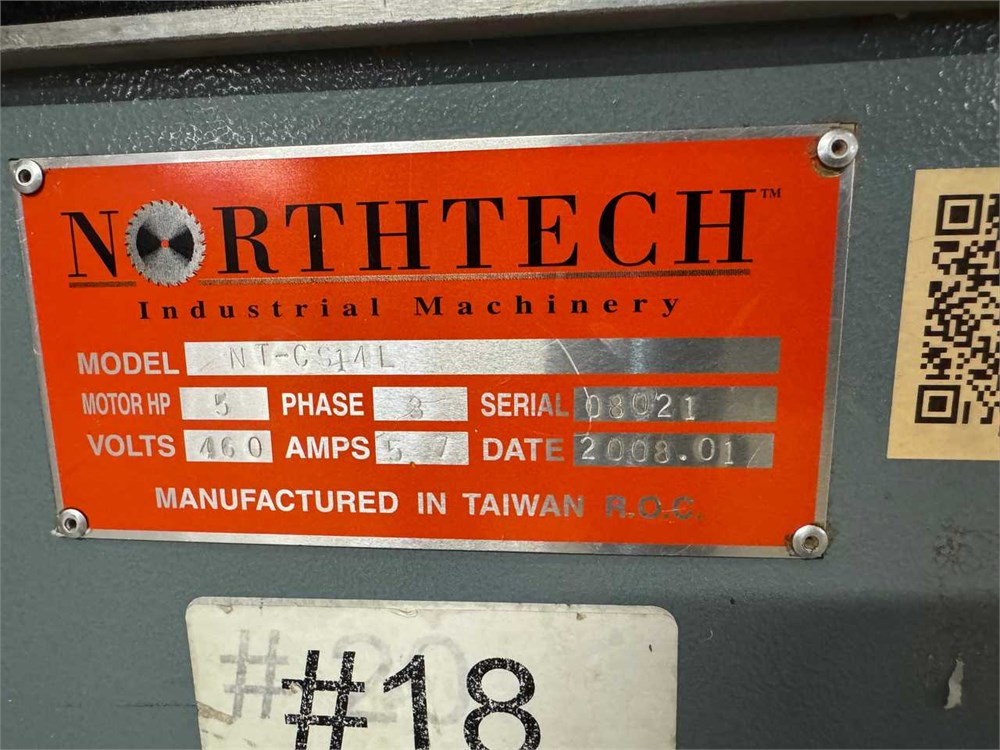 NORTHTECH™
Industrial Machinery
MODEL NT-CS14L
MOTOR HP 5 PHASE 3 SERIAL 08021
VOLTS 460 AMPS 5.7 DATE 2008.01
MANUFACTURED IN TAIWAN R.O.C.
#20
#18